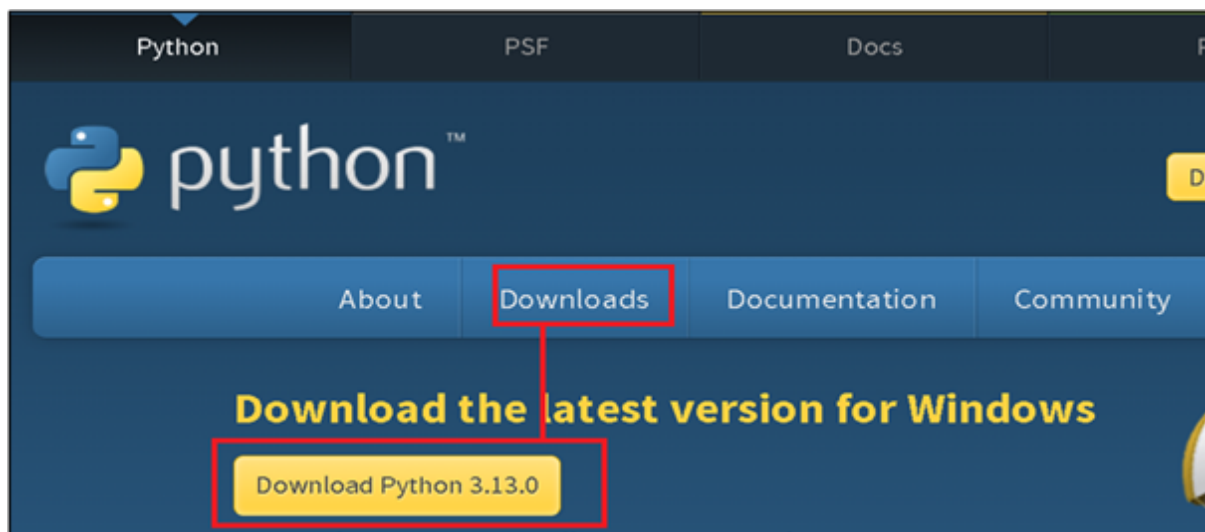 Python PSF Docs
python™
About Downloads Documentation Community
Download the latest version for Windows
Download Python 3.13.0